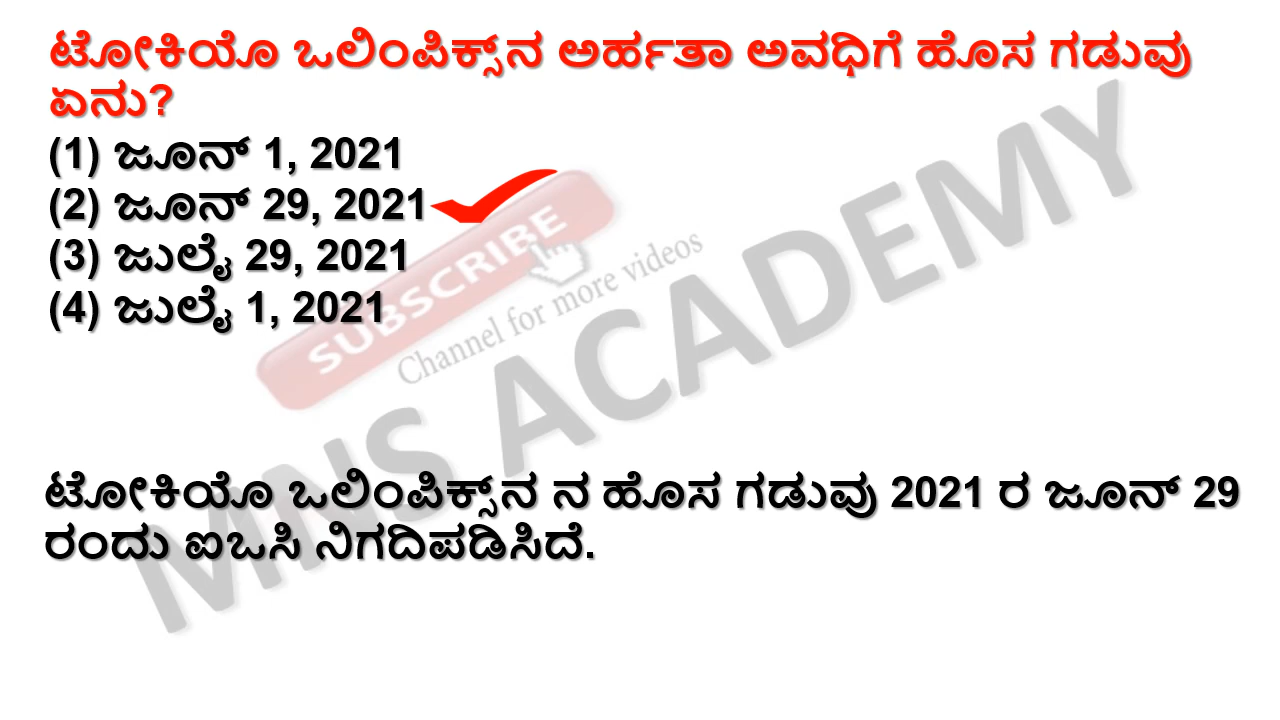 ಟೋಕಿಯೊ ಒಲಿಂಪಿಕ್ಸ್‌ನ ಅರ್ಹತಾ ಅವಧಿಗೆ ಹೊಸ ಗಡುವು
ಏನು?
(1) ಜೂನ್ 1, 2021
(2) ಜೂನ್ 29, 2021
(3) ಜುಲೈ 29, 2021
(4) ಜುಲೈ 1, 2021
SUBSCRIBE
Channel for more videos
MNS ACADEMY
ಟೋಕಿಯೊ ಒಲಿಂಪಿಕ್ಸ್‌ನ ನ ಹೊಸ ಗಡುವು 2021 ರ ಜೂನ್ 29
ರಂದು ಐಒಸಿ ನಿಗದಿಪಡಿಸಿದೆ.